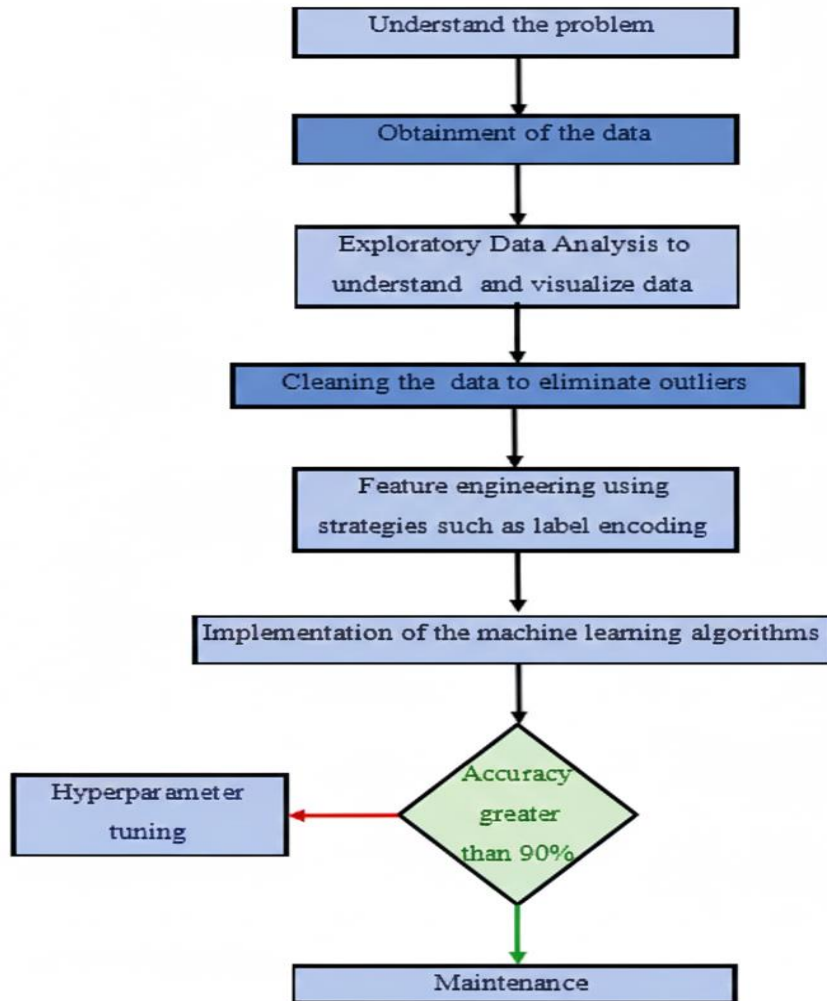 Understand the problem
Obtainment of the data
Exploratory Data Analysis to
understand and visualize data
Cleaning the data to eliminate outliers
Feature engineering using
strategies such as label encoding
Implementation of the machine learning algorithms
Accuracy
greater
than 90%
Hyperparameter
tuning
Maintenance